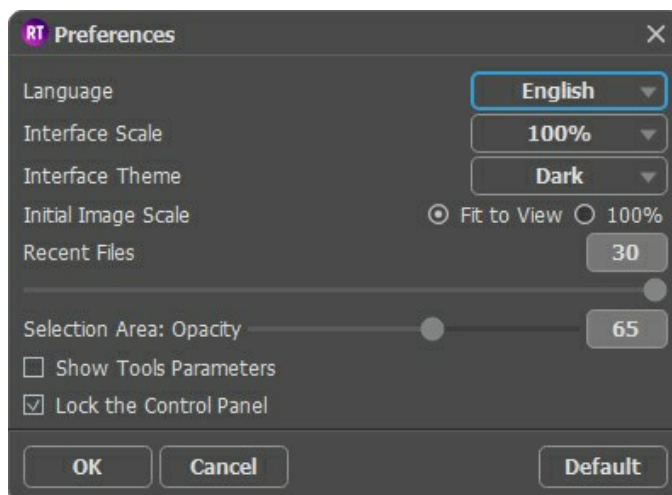 RT Preferences
Language English
Interface Scale 100%
Interface Theme Dark
Initial Image Scale Fit to View 100%
Recent Files 30
Selection Area: Opacity 65
Show Tools Parameters
Lock the Control Panel
OK Cancel Default